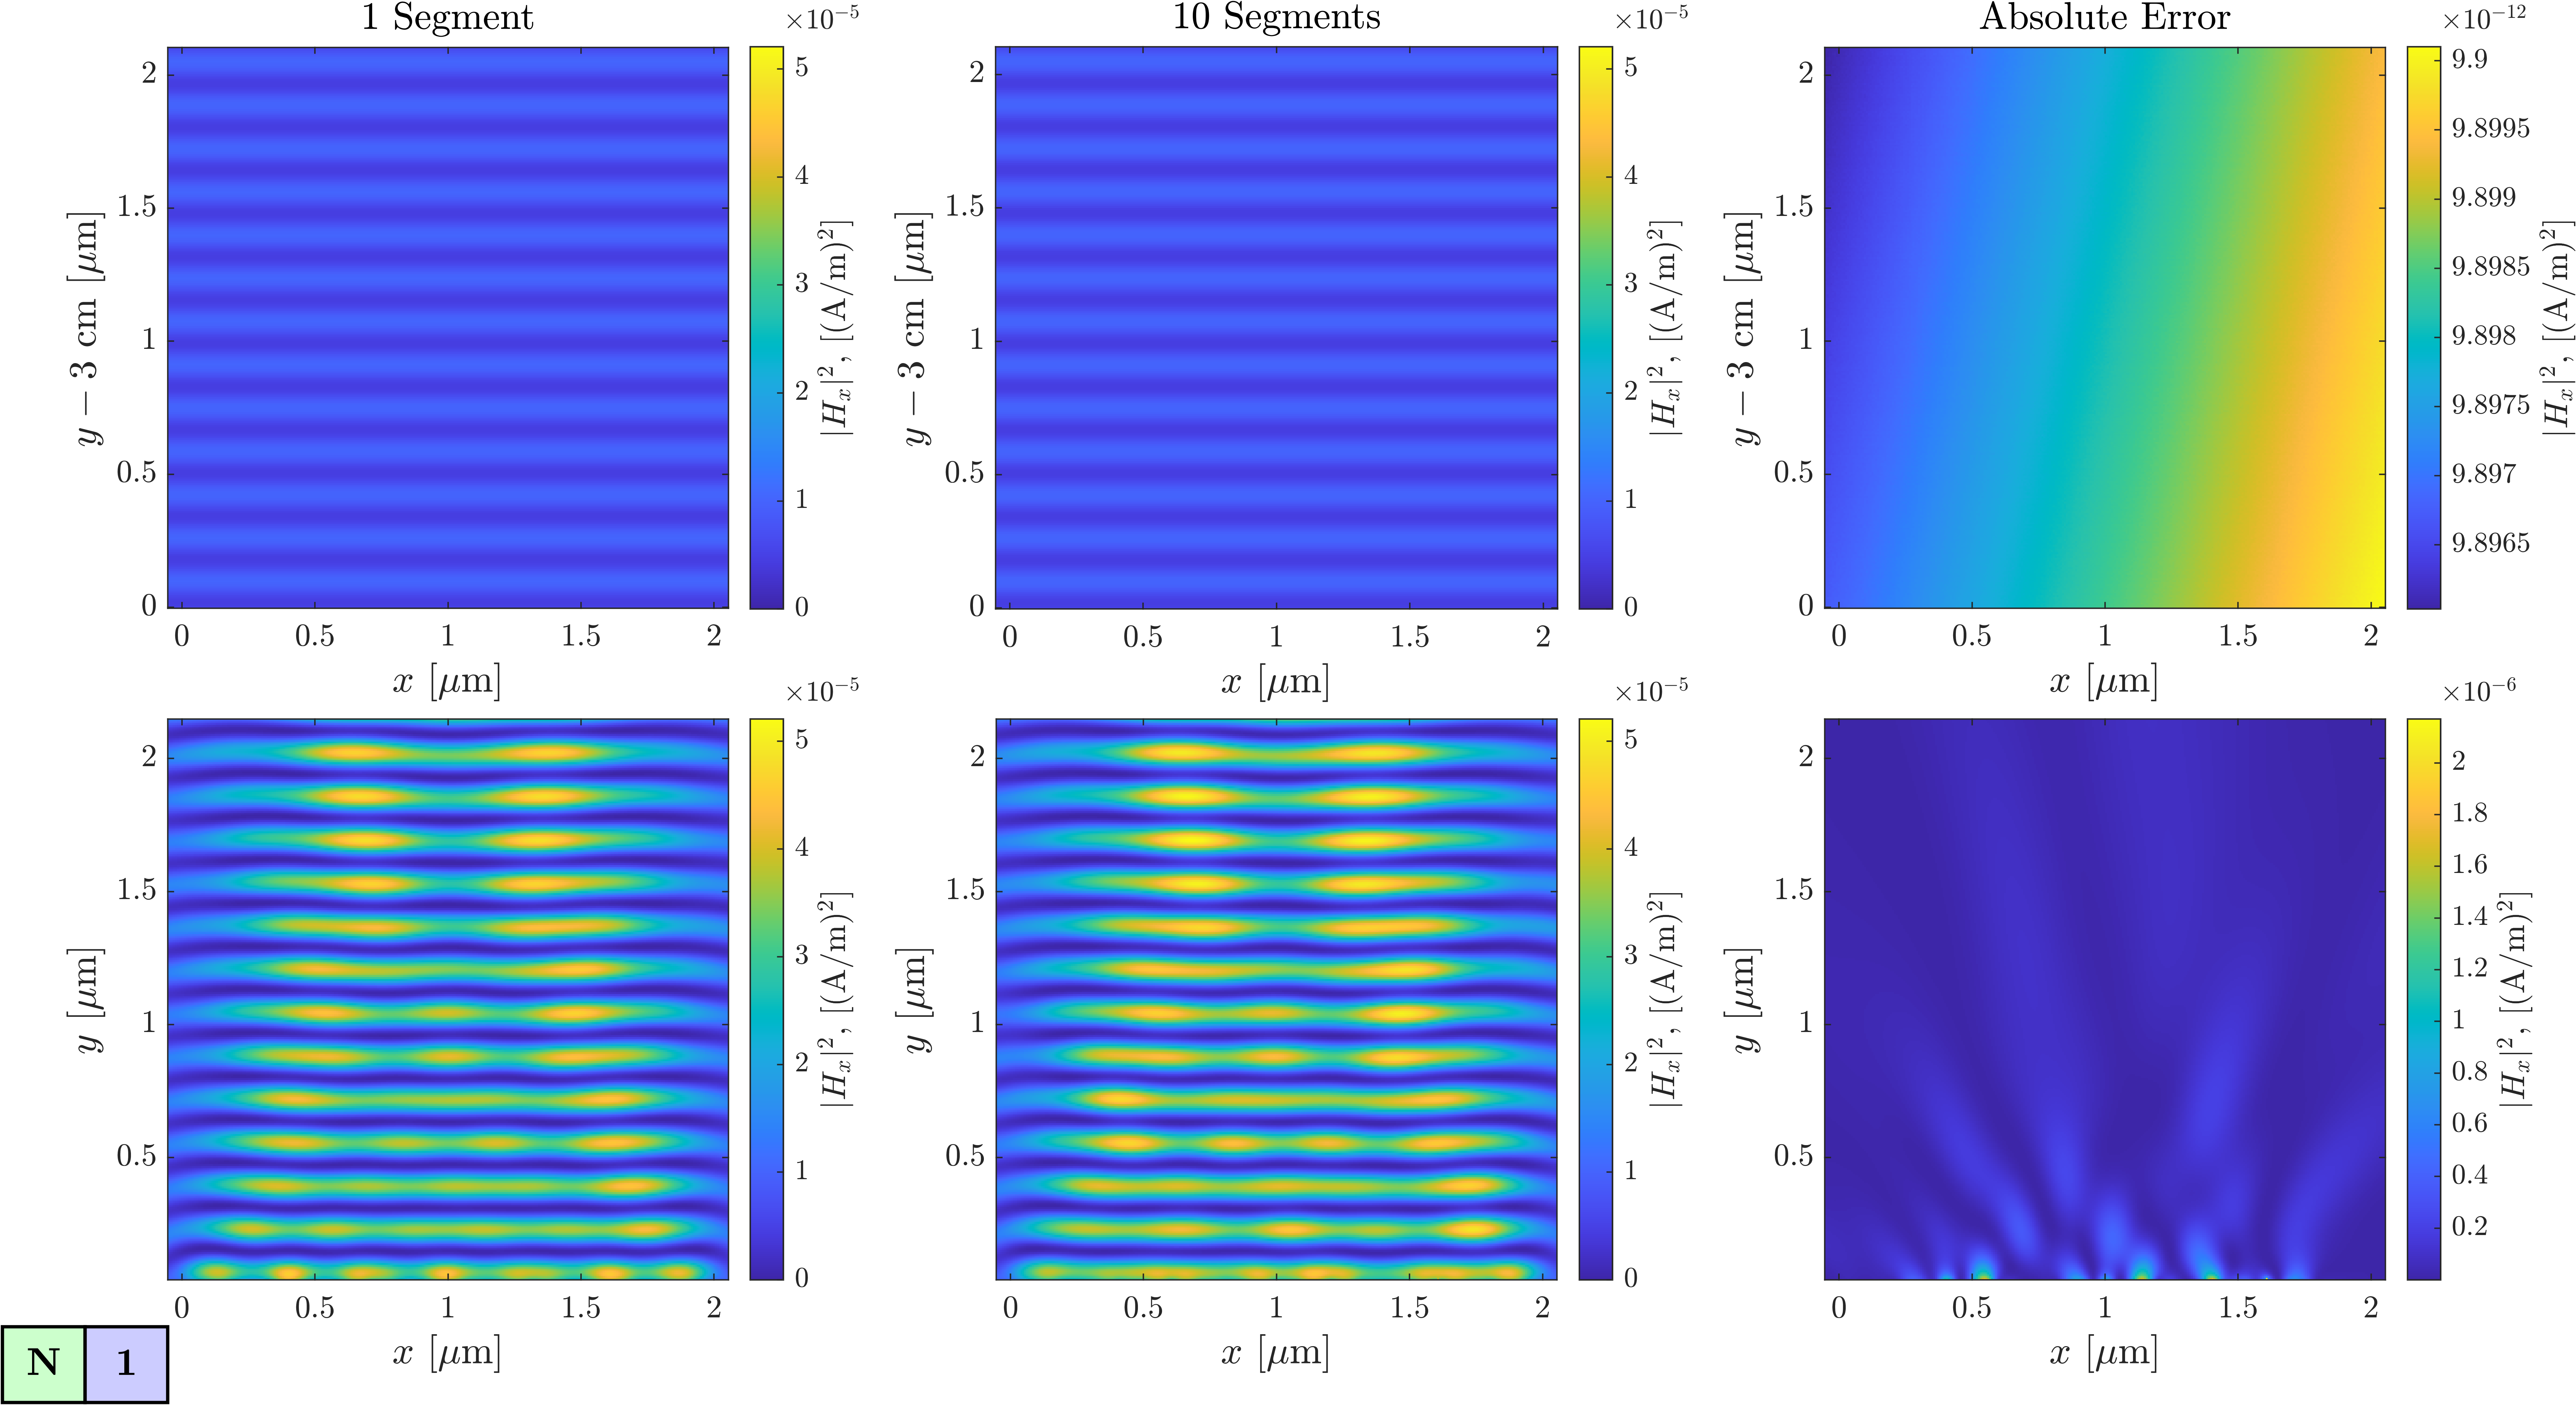 1 Segment
×10⁻⁵
10 Segments
×10⁻⁵
Absolute Error
×10⁻¹²
y − 3 cm [μm]
2
1.5
1
0.5
0
0 0.5 1 1.5 2
x [μm]
5
4
3
2
1
0
|Hₓ|², [(A/m)²]
y − 3 cm [μm]
2
1.5
1
0.5
0
0 0.5 1 1.5 2
x [μm]
5
4
3
2
1
0
|Hₓ|², [(A/m)²]
y − 3 cm [μm]
2
1.5
1
0.5
0
0 0.5 1 1.5 2
x [μm]
9.9
9.8995
9.899
9.8985
9.898
9.8975
9.897
9.8965
|Hₓ|², [(A/m)²]
×10⁻⁵
×10⁻⁵
×10⁻⁶
y [μm]
2
1.5
1
0.5
0 0.5 1 1.5 2
x [μm]
5
4
3
2
1
0
|Hₓ|², [(A/m)²]
y [μm]
2
1.5
1
0.5
0 0.5 1 1.5 2
x [μm]
5
4
3
2
1
0
|Hₓ|², [(A/m)²]
y [μm]
2
1.5
1
0.5
0 0.5 1 1.5 2
x [μm]
2
1.8
1.6
1.4
1.2
1
0.8
0.6
0.4
0.2
|Hₓ|², [(A/m)²]
N 1